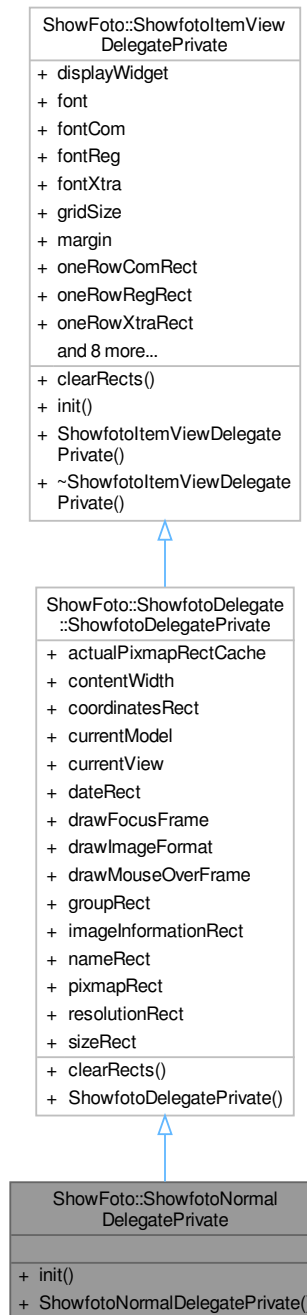 ShowFoto::ShowfotoItemView
DelegatePrivate
+ displayWidget
+ font
+ fontCom
+ fontReg
+ fontXtra
+ gridSize
+ margin
+ oneRowComRect
+ oneRowRegRect
+ oneRowXtraRect
and 8 more...
+ clearRects()
+ init()
+ ShowfotoItemViewDelegate
Private()
+ ~ShowfotoItemViewDelegate
Private()
ShowFoto::ShowfotoDelegate
::ShowfotoDelegatePrivate
+ actualPixmapRectCache
+ contentWidth
+ coordinatesRect
+ currentModel
+ currentView
+ dateRect
+ drawFocusFrame
+ drawImageFormat
+ drawMouseOverFrame
+ groupRect
+ imageInformationRect
+ nameRect
+ pixmapRect
+ resolutionRect
+ sizeRect
+ clearRects()
+ ShowfotoDelegatePrivate()
ShowFoto::ShowfotoNormal
DelegatePrivate
+ init()
+ ShowfotoNormalDelegatePrivate()